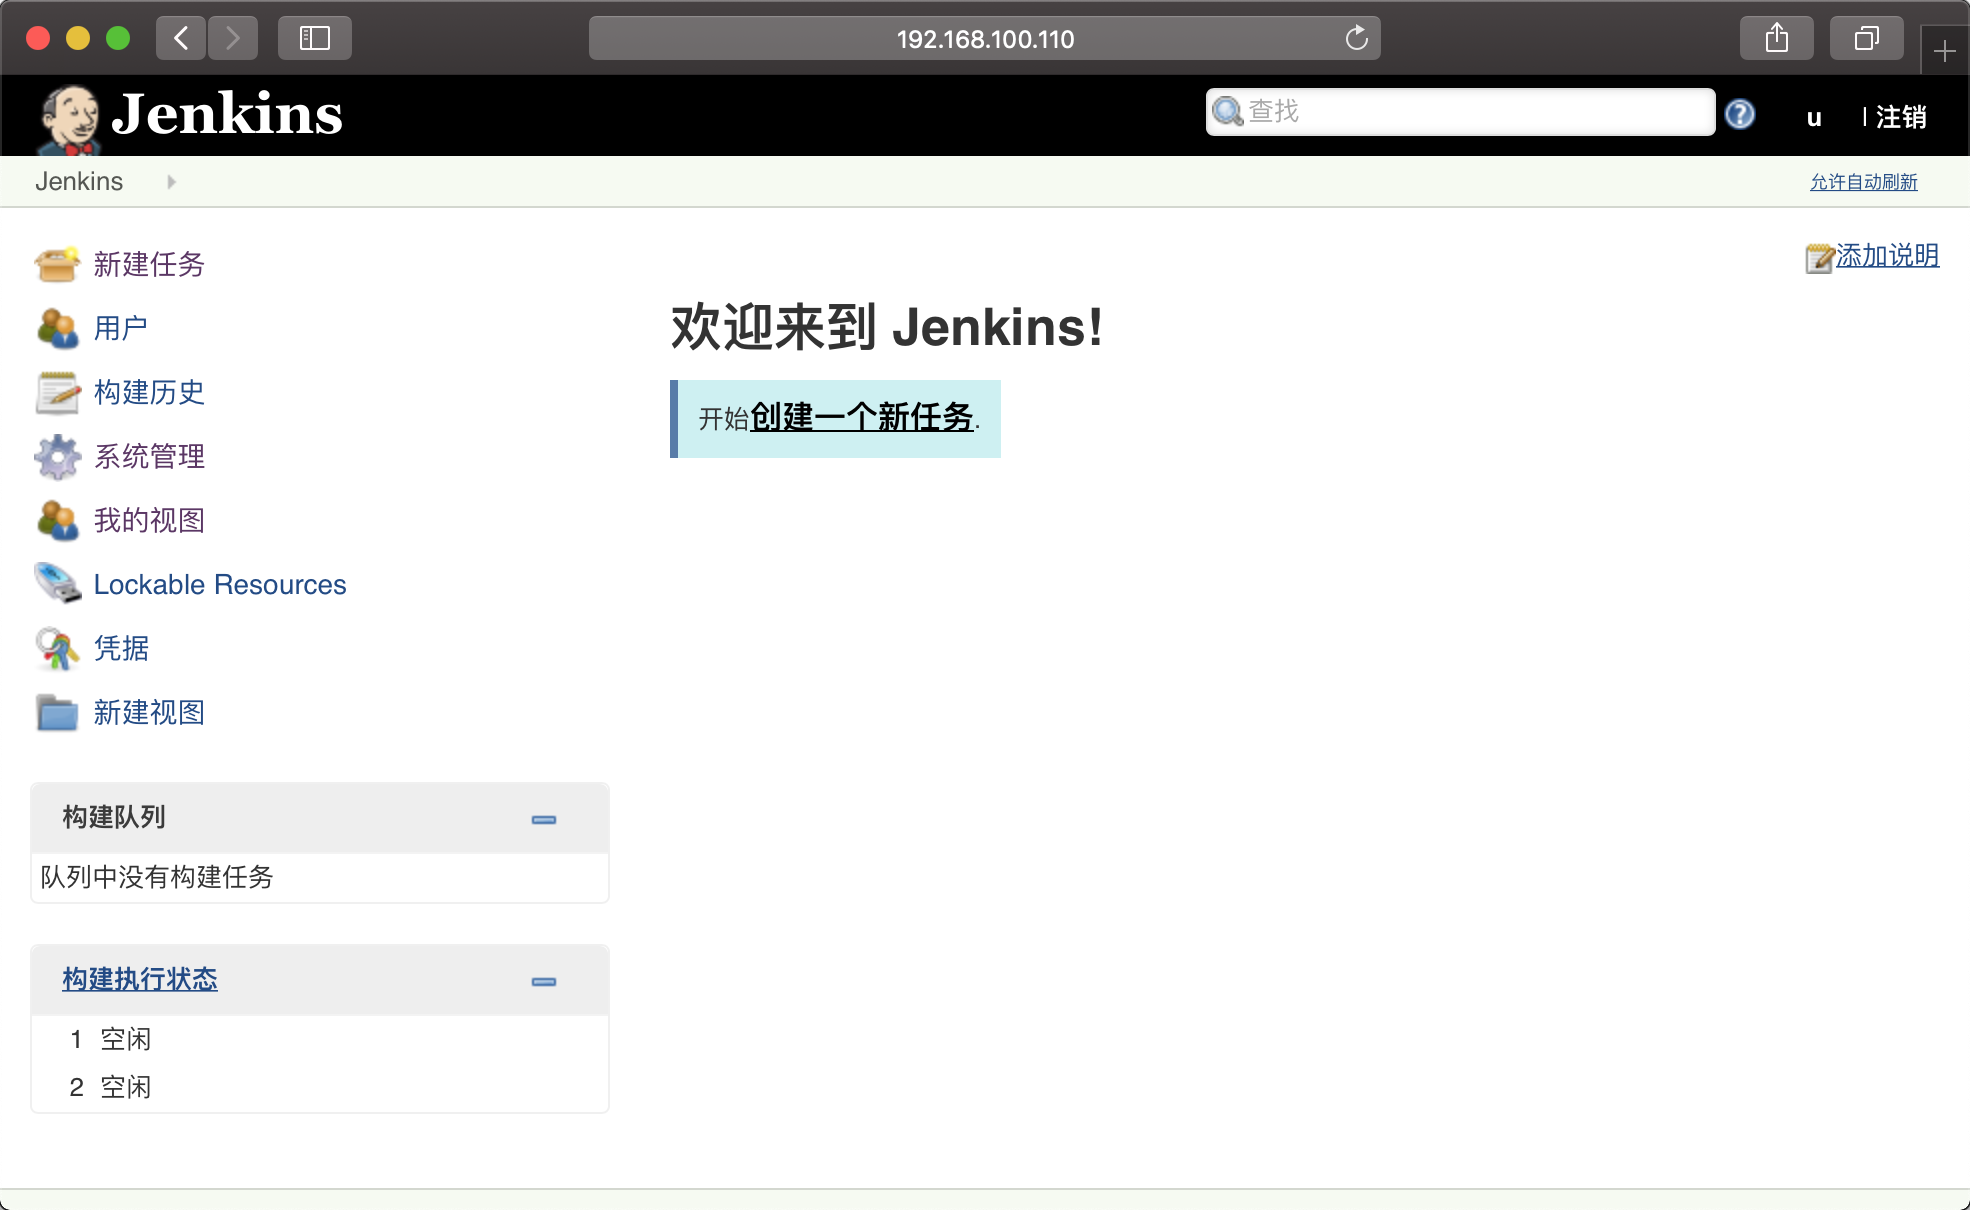 192.168.100.110
Jenkins
查找
u | 注销
Jenkins
允许自动刷新
新建任务
用户
构建历史
系统管理
我的视图
Lockable Resources
凭据
新建视图
构建队列
队列中没有构建任务
构建执行状态
1 空闲
2 空闲
添加说明
欢迎来到 Jenkins!
开始创建一个新任务.